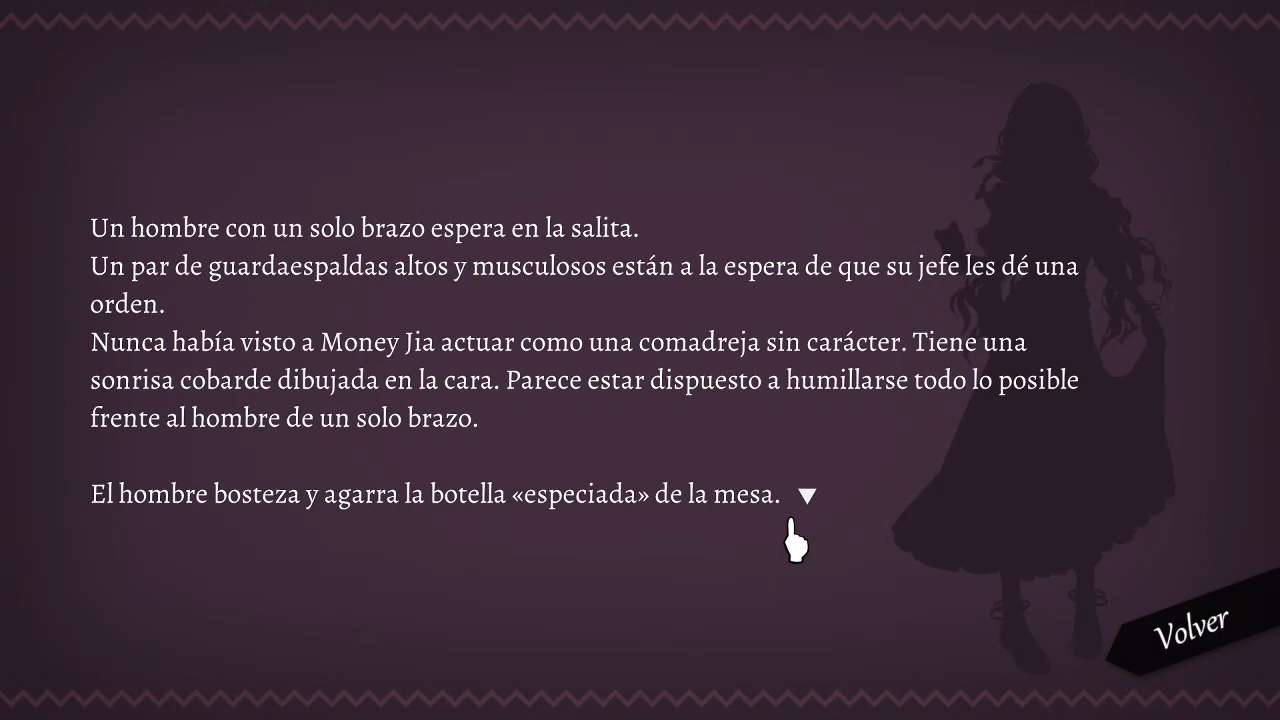 Un hombre con un solo brazo espera en la salita.
Un par de guardaespaldas altos y musculosos están a la espera de que su jefe les dé una
orden.
Nunca había visto a Money Jia actuar como una comadreja sin carácter. Tiene una
sonrisa cobarde dibujada en la cara. Parece estar dispuesto a humillarse todo lo posible
frente al hombre de un solo brazo.
El hombre bosteza y agarra la botella «especiada» de la mesa.
Volver